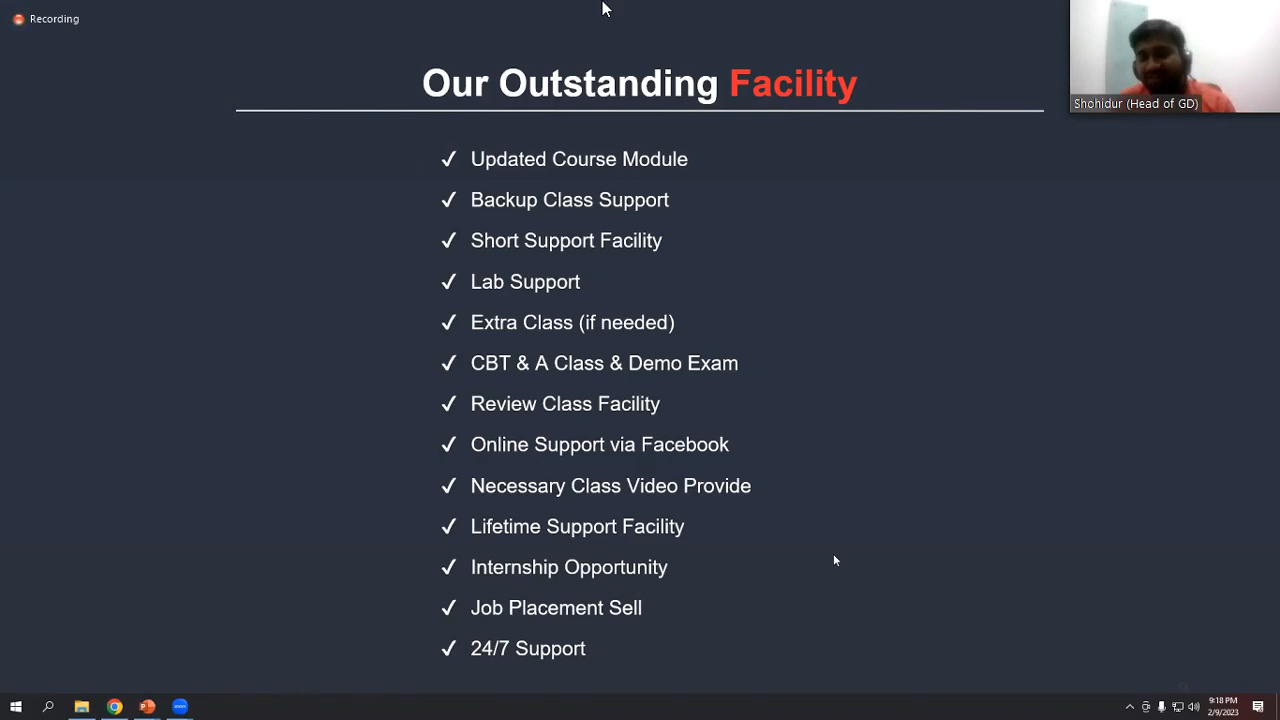 Recording
Our Outstanding Facility
Shohidur (Head of GD)
✓ Updated Course Module
✓ Backup Class Support
✓ Short Support Facility
✓ Lab Support
✓ Extra Class (if needed)
✓ CBT & A Class & Demo Exam
✓ Review Class Facility
✓ Online Support via Facebook
✓ Necessary Class Video Provide
✓ Lifetime Support Facility
✓ Internship Opportunity
✓ Job Placement Sell
✓ 24/7 Support
9:18 PM
2/9/2023